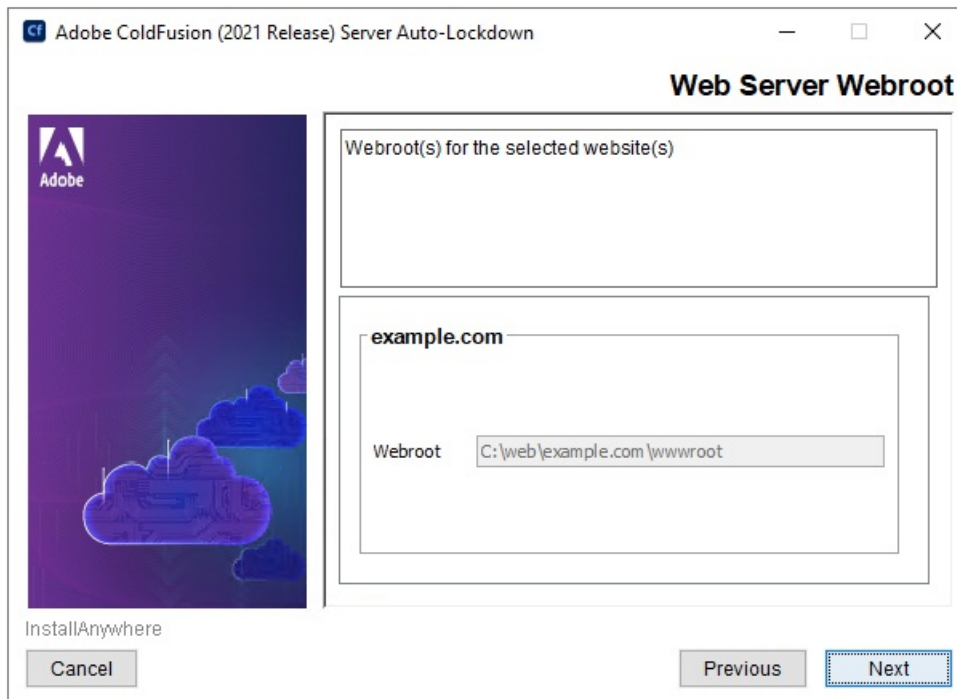 Cf Adobe ColdFusion (2021 Release) Server Auto-Lockdown
Web Server Webroot
Adobe
Webroot(s) for the selected website(s)
example.com
Webroot C:\web\example.com\wwwroot
InstallAnywhere
Cancel Previous Next